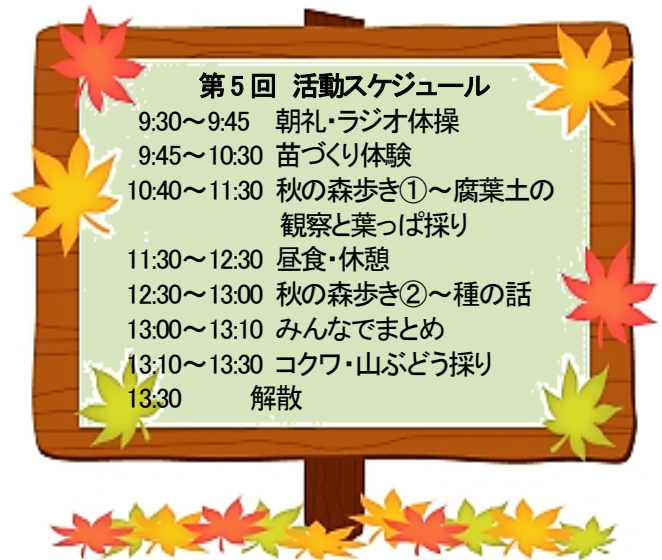 第5回 活動スケジュール
9:30～9:45 朝礼・ラジオ体操
9:45～10:30 苗づくり体験
10:40～11:30 秋の森歩き①～腐葉土の
観察と葉っぱ採り
11:30～12:30 昼食・休憩
12:30～13:00 秋の森歩き②～種の話
13:00～13:10 みんなでまとめ
13:10～13:30 コクワ・山ぶどう採り
13:30 解散